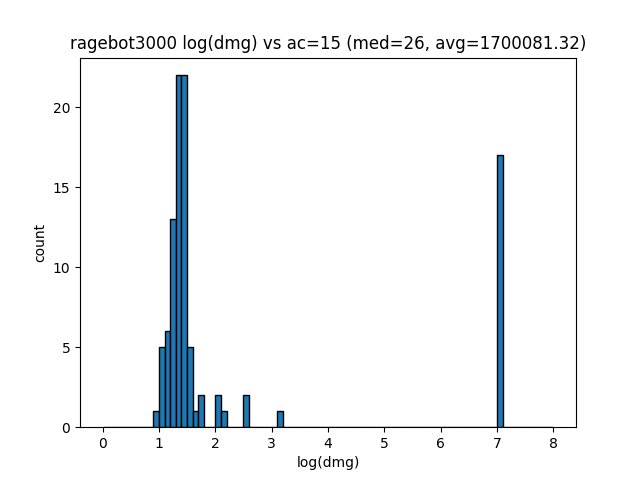 ragebot3000 log(dmg) vs ac=15 (med=26, avg=1700081.32)
20
15
10
5
0
count
0 1 2 3 4 5 6 7 8
log(dmg)